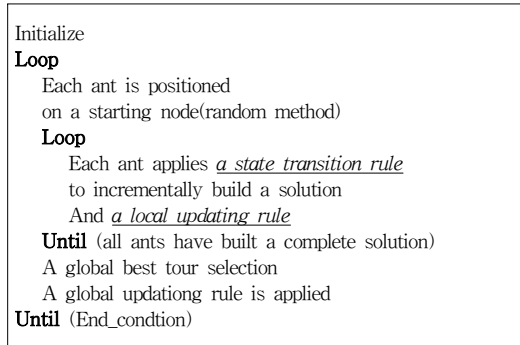 Initialize
Loop
Each ant is positioned
on a starting node(random method)
Loop
Each ant applies a state transition rule
to incrementally build a solution
And a local updating rule
Until (all ants have built a complete solution)
A global best tour selection
A global updationg rule is applied
Until (End_condtion)